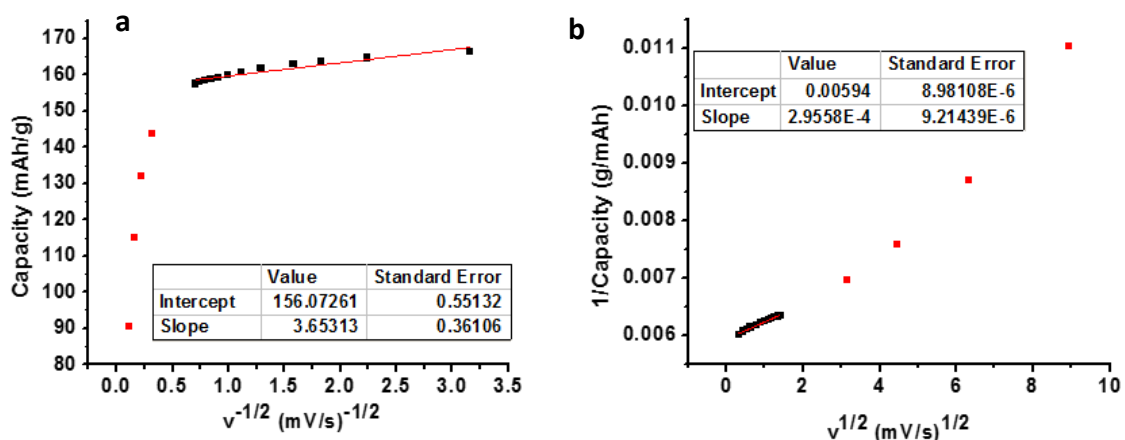 a
Capacity (mAh/g)
170
160
150
140
130
120
110
100
90
80
0.0 0.5 1.0 1.5 2.0 2.5 3.0 3.5
v-1/2 (mV/s)-1/2
Value Standard Error
Intercept 156.07261 0.55132
Slope 3.65313 0.36106
b
1/Capacity (g/mAh)
0.011
0.010
0.009
0.008
0.007
0.006
0 2 4 6 8 10
v1/2 (mV/s)1/2
Value Standard Error
Intercept 0.00594 8.98108E-6
Slope 2.9558E-4 9.21439E-6